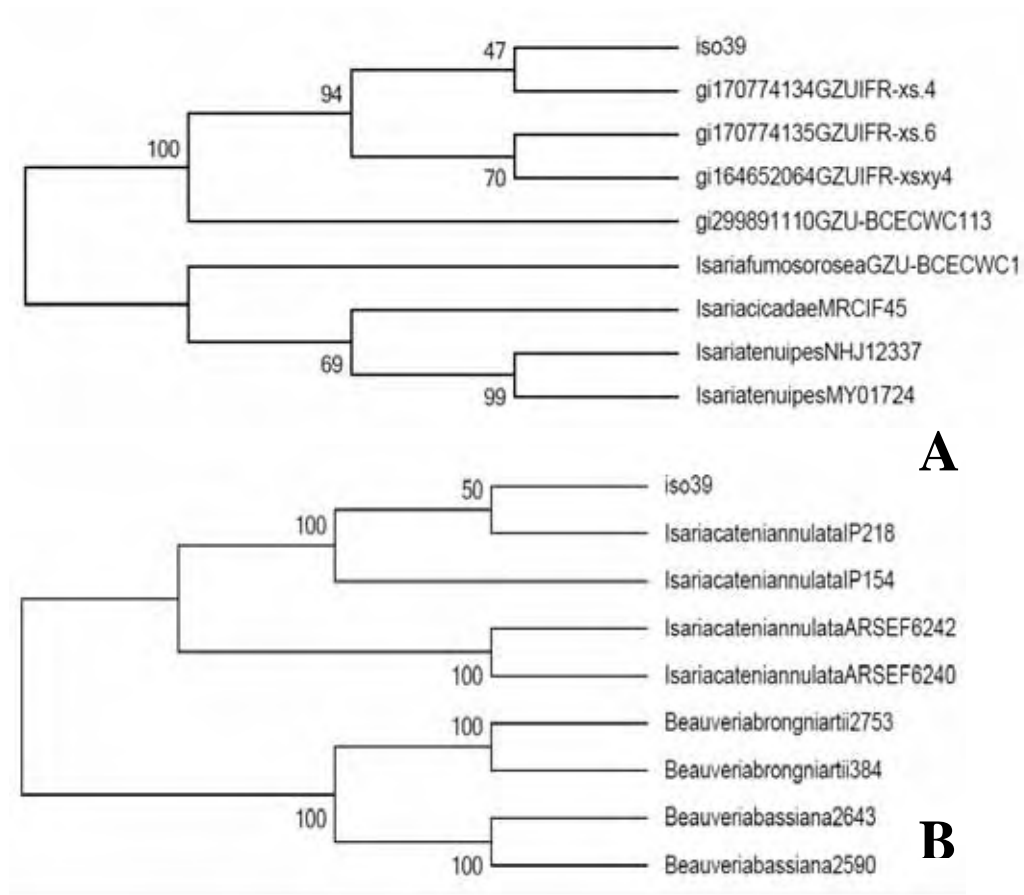 47
iso39
94
gi170774134GZUIFR-xs.4
100
gi170774135GZUIFR-xs.6
70
gi164652064GZUIFR-xsxy4
gi299891110GZU-BCECWC113
IsariafumosoroseaGZU-BCECWC1
IsariacicadaeMRCIF45
69
IsariatenuipesNHJ12337
99
IsariatenuipesMY01724
A
50
iso39
100
IsariacateniannulataIP218
IsariacateniannulataIP154
IsariacateniannulataARSEF6242
100
IsariacateniannulataARSEF6240
100
Beauveriabrongniartii2753
Beauveriabrongniartii384
100
Beauveriabassiana2643
B
100
Beauveriabassiana2590